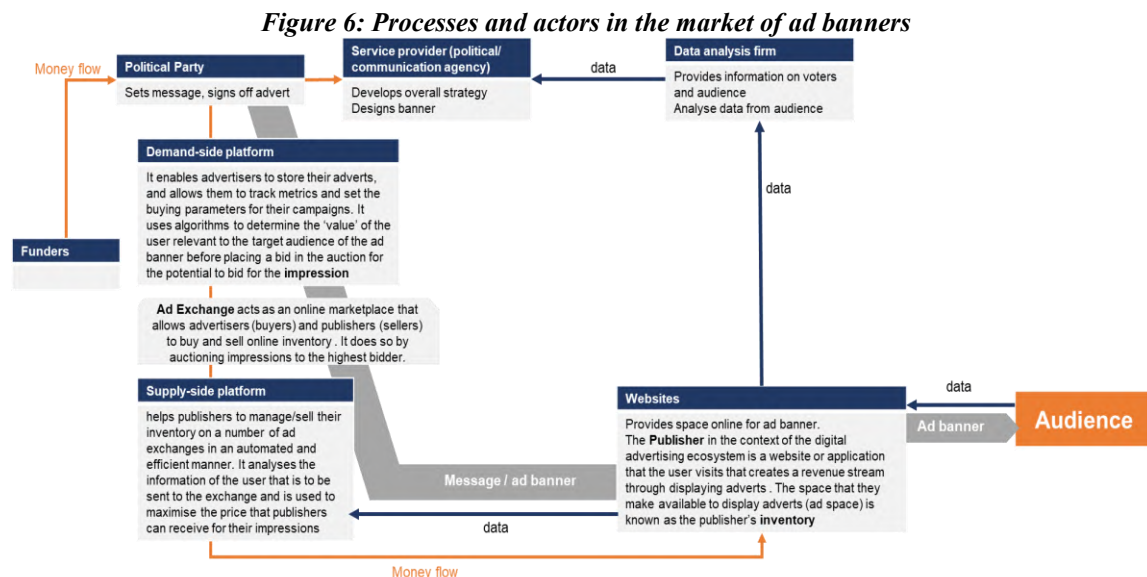 Figure 6: Processes and actors in the market of ad banners
Money flow
Political Party
Sets message, signs off advert
Service provider (political/
communication agency)
Develops overall strategy
Designs banner
data
Data analysis firm
Provides information on voters
and audience
Analyse data from audience
Demand-side platform
It enables advertisers to store their adverts,
and allows them to track metrics and set the
buying parameters for their campaigns. It
uses algorithms to determine the ‘value’ of the
user relevant to the target audience of the ad
banner before placing a bid in the auction for
the potential to bid for the impression
data
Funders
Ad Exchange acts as an online marketplace that
allows advertisers (buyers) and publishers (sellers)
to buy and sell online inventory . It does so by
auctioning impressions to the highest bidder.
Supply-side platform
helps publishers to manage/sell their
inventory on a number of ad
exchanges in an automated and
efficient manner. It analyses the
information of the user that is to be
sent to the exchange and is used to
maximise the price that publishers
can receive for their impressions
Message / ad banner
data
Websites
Provides space online for ad banner.
The Publisher in the context of the digital
advertising ecosystem is a website or application
that the user visits that creates a revenue stream
through displaying adverts . The space that they
make available to display adverts (ad space) is
known as the publisher’s inventory
data
Ad banner
Audience
Money flow